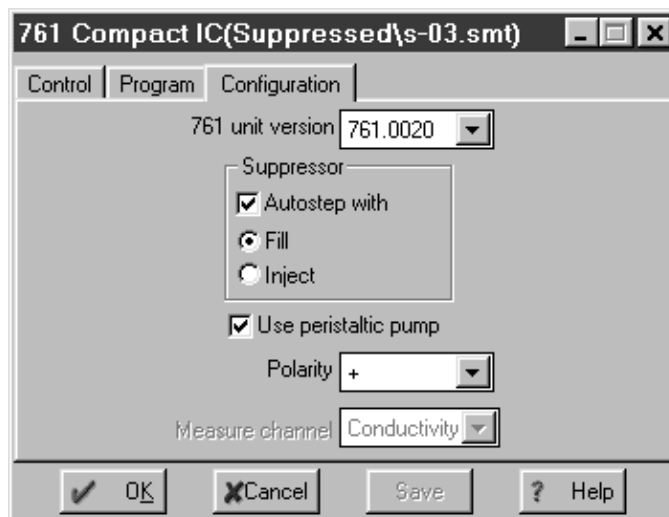 761 Compact IC(Suppressed\s-03.smt)
Control Program Configuration
761 unit version 761.0020
Suppressor
Autostep with
Fill
Inject
Use peristaltic pump
Polarity +
Measure channel Conductivity
OK Cancel Save ? Help